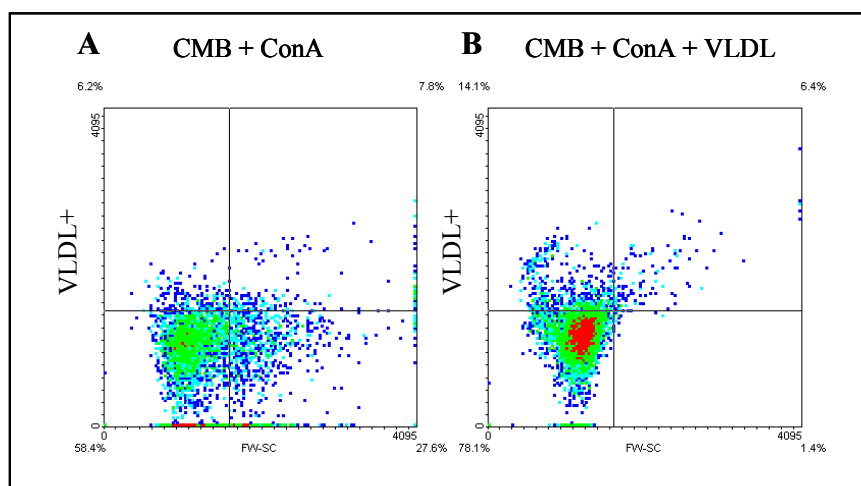 A CMB + ConA
B CMB + ConA + VLDL
6.2% 7.8%
14.1% 6.4%
4095
4095
VLDL+
VLDL+
0
0
0 4095
0 4095
58.4% FW-SC 27.6%
78.1% FW-SC 1.4%